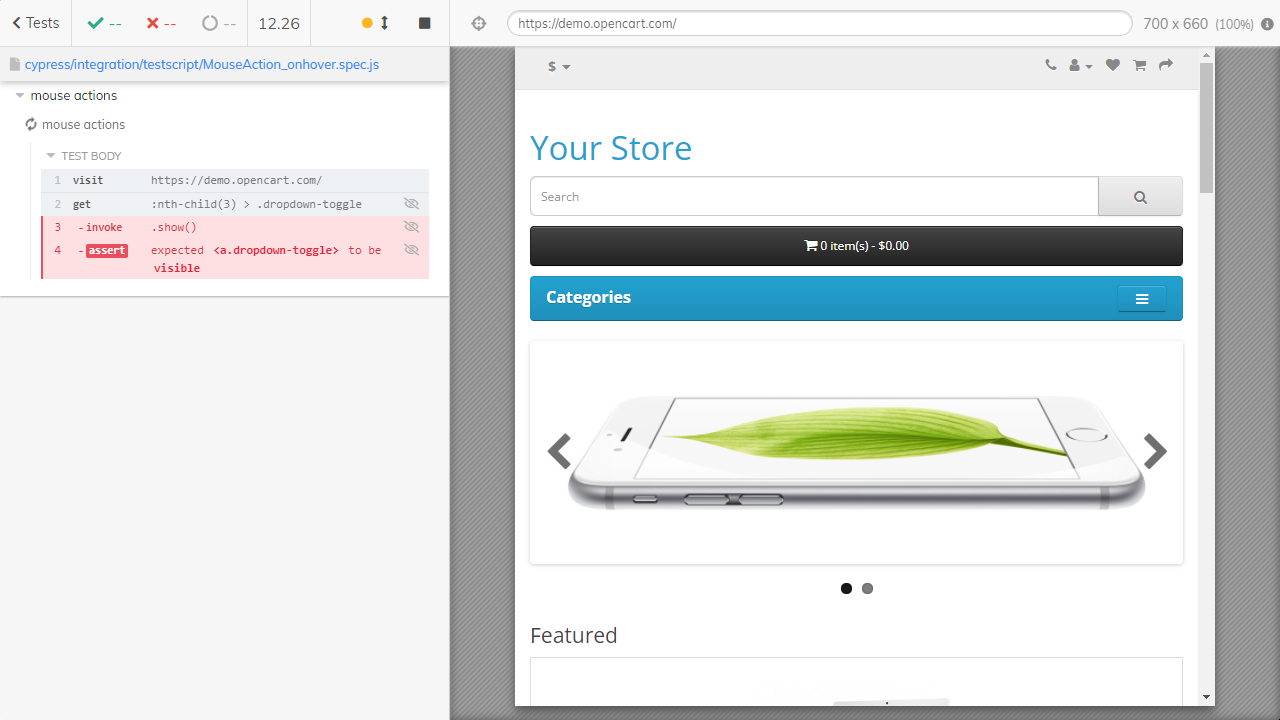 Tests -- -- -- 12.26
https://demo.opencart.com/ 700 x 660 (100%)
cypress/integration/testscript/MouseAction_onhover.spec.js
mouse actions
mouse actions
TEST BODY
1 visit https://demo.opencart.com/
2 get :nth-child(3) > .dropdown-toggle
3 - invoke .show()
4 - assert expected <a.dropdown-toggle> to be
visible
$
Your Store
Search
0 item(s) - $0.00
Categories
Featured